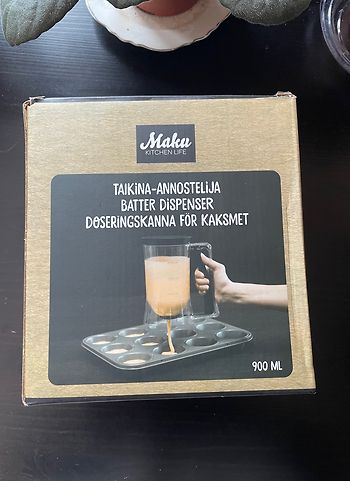 Maku
KITCHEN LIFE
TAIKINA-ANNOSTELIJA
BATTER DISPENSER
DOSERINGSKANNA FÖR KAKSMET
900 ML